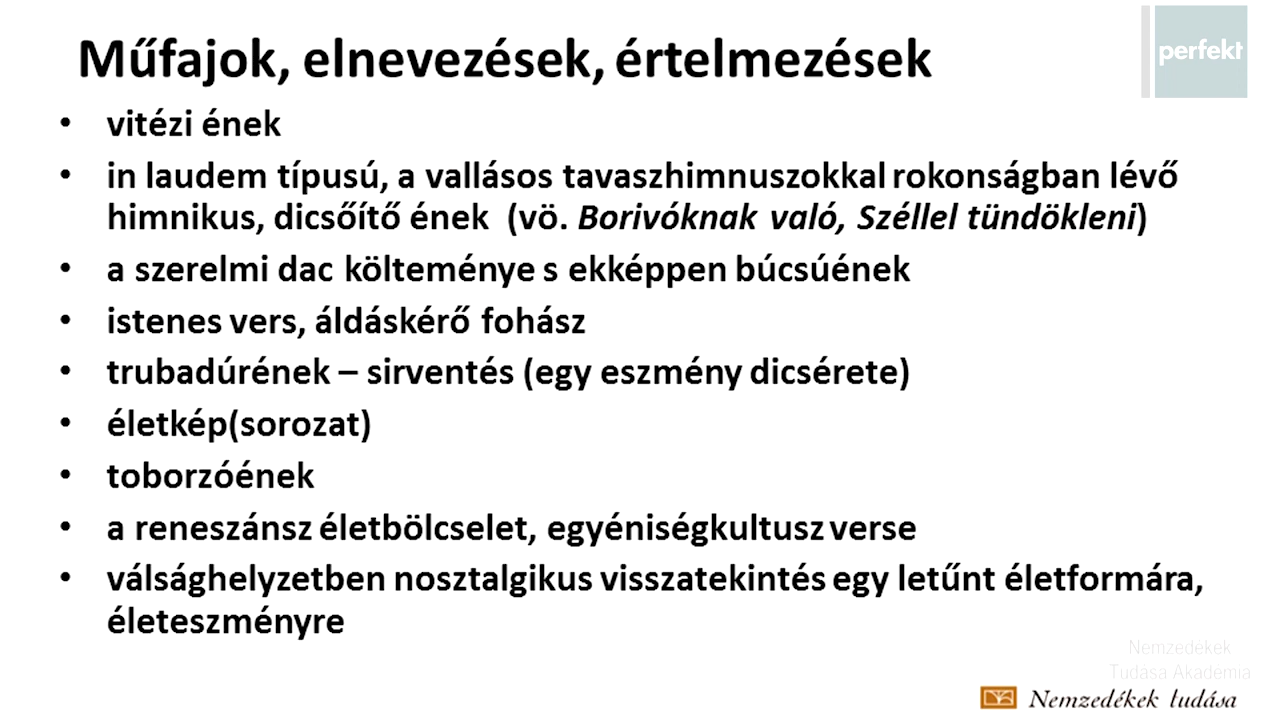 Műfajok, elnevezések, értelmezések
perfekt
• vitézi ének
• in laudem típusú, a vallásos tavaszhimnuszokkal rokonságban lévő
himnikus, dicsőítő ének (vö. Borivóknak való, Széllel tündökleni)
• a szerelmi dac költeménye s ekképpen búcsúének
• istenes vers, áldáskérő fohász
• trubadúrének – sirventés (egy eszmény dicsérete)
• életkép(sorozat)
• toborzóének
• a reneszánsz életbölcselet, egyéniségkultusz verse
• válsághelyzetben nosztalgikus visszatekintés egy letűnt életformára,
életeszményre
Nemzedékek
Tudása Akadémia
Nemzedékek tudása